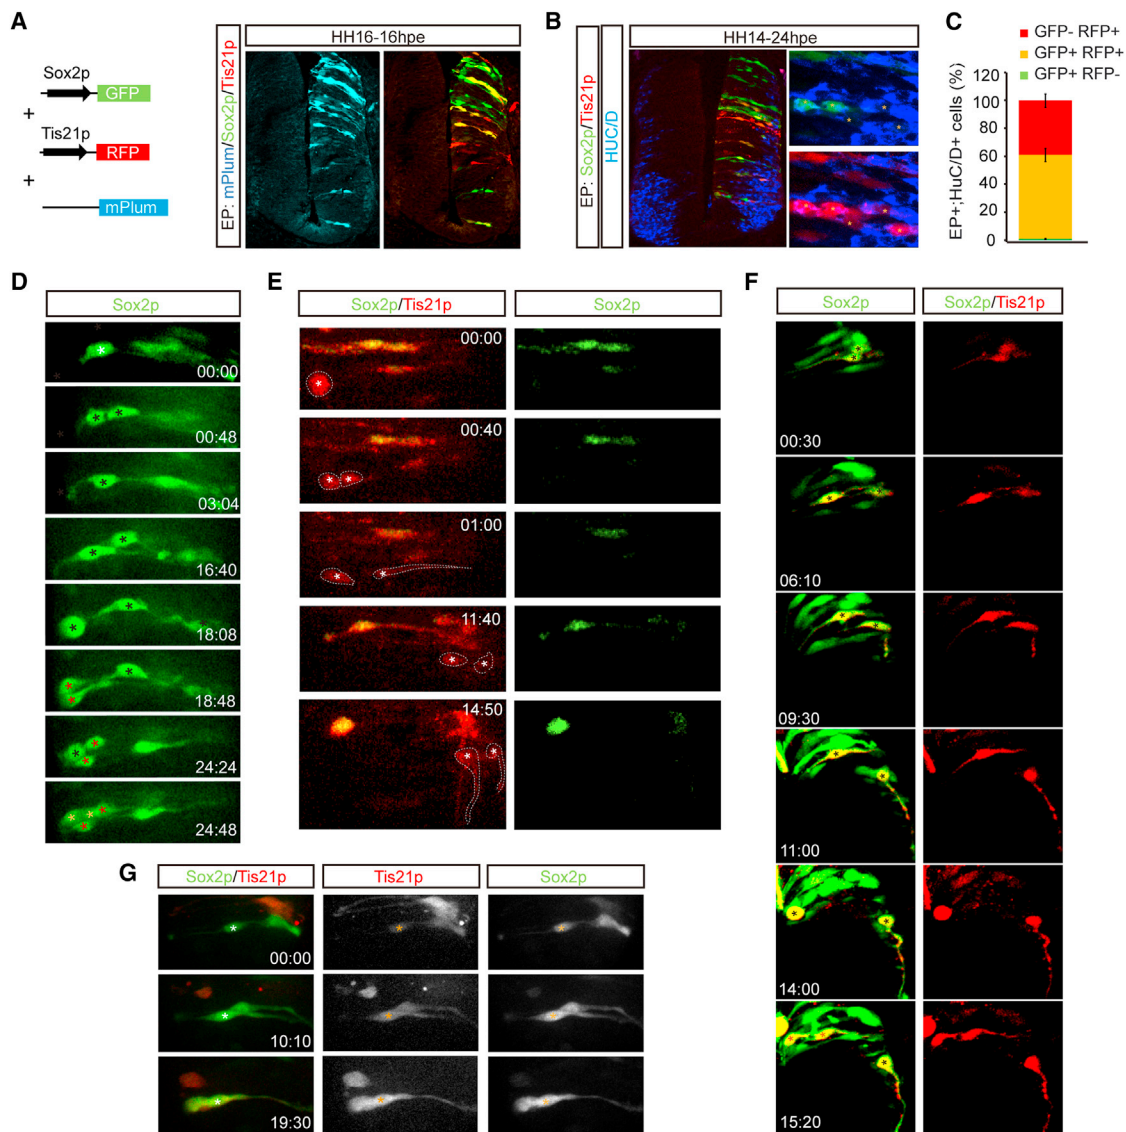 A
Sox2p
GFP
+
Tis21p
RFP
+
mPlum
EP: mPlum/Sox2p/Tis21p
HH16-16hpe
B
EP: Sox2p/Tis21p
HUC/D
HH14-24hpe
C
GFP- RFP+
GFP+ RFP+
GFP+ RFP-
EP+;HuC/D+ cells (%)
120
100
80
60
40
20
0
D
Sox2p
00:00
00:48
03:04
16:40
18:08
18:48
24:24
24:48
E
Sox2p/Tis21p
Sox2p
00:00
00:40
01:00
11:40
14:50
F
Sox2p
Sox2p/Tis21p
00:30
06:10
09:30
11:00
14:00
15:20
G
Sox2p/Tis21p
Tis21p
Sox2p
00:00
10:10
19:30